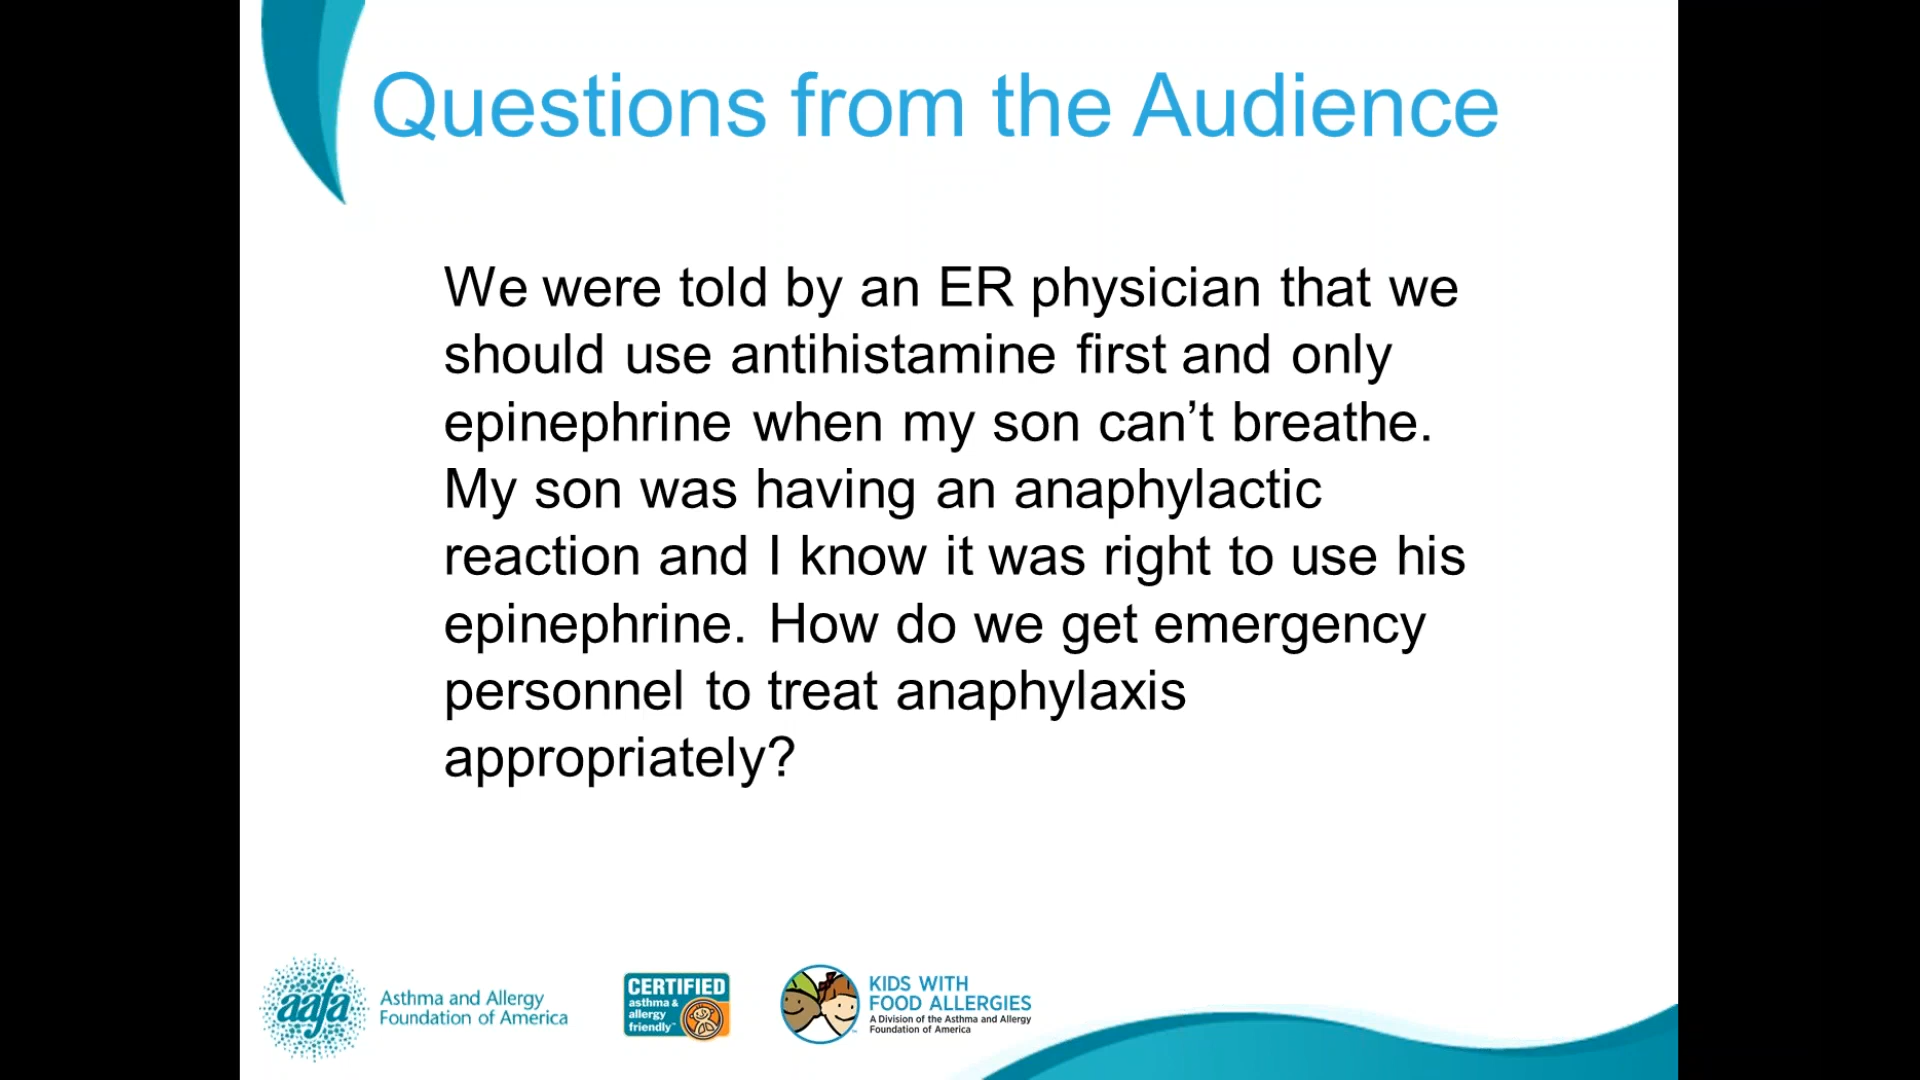 Questions from the Audience
We were told by an ER physician that we
should use antihistamine first and only
epinephrine when my son can’t breathe.
My son was having an anaphylactic
reaction and I know it was right to use his
epinephrine. How do we get emergency
personnel to treat anaphylaxis
appropriately?
aafa
Asthma and Allergy
Foundation of America
CERTIFIED
asthma &
allergy
friendly™
KIDS WITH
FOOD ALLERGIES
A Division of the Asthma and Allergy
Foundation of America